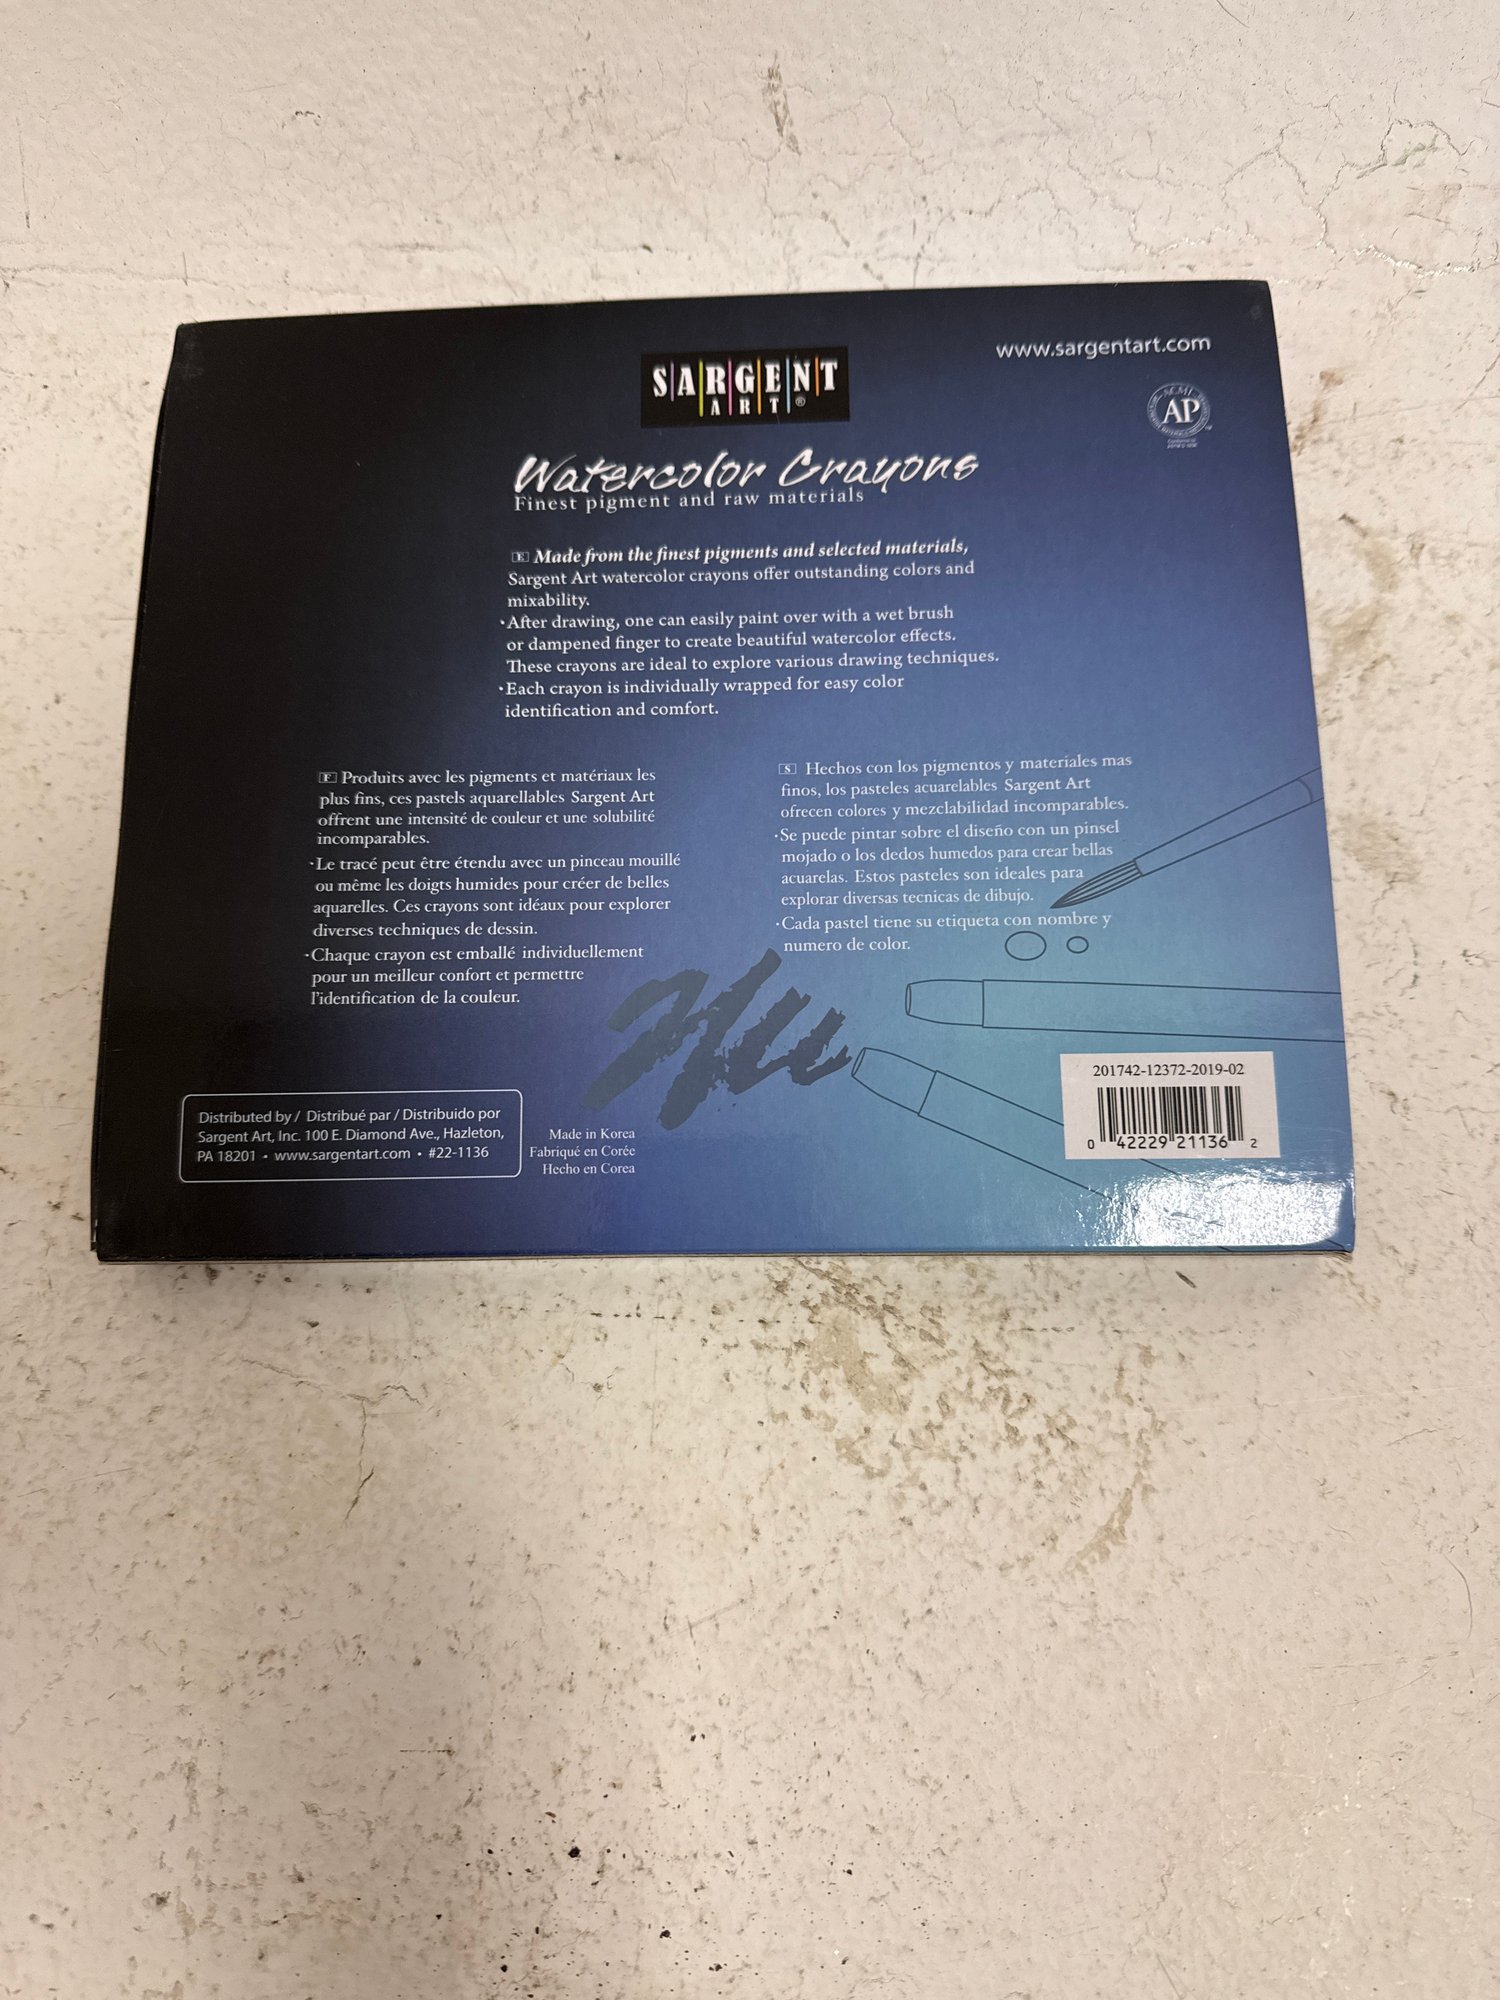 SARGENT
ART®
www.sargentart.com
ACMI
AP
Watercolor Crayons
Finest pigment and raw materials
E Made from the finest pigments and selected materials,
Sargent Art watercolor crayons offer outstanding colors and
mixability.
·After drawing, one can easily paint over with a wet brush
or dampened finger to create beautiful watercolor effects.
These crayons are ideal to explore various drawing techniques.
·Each crayon is individually wrapped for easy color
identification and comfort.
F Produits avec les pigments et matériaux les
plus fins, ces pastels aquarellables Sargent Art
offrent une intensité de couleur et une solubilité
incomparables.
·Le tracé peut être étendu avec un pinceau mouillé
ou même les doigts humides pour créer de belles
aquarelles. Ces crayons sont idéaux pour explorer
diverses techniques de dessin.
·Chaque crayon est emballé individuellement
pour un meilleur confort et permettre
l'identification de la couleur.
S Hechos con los pigmentos y materiales mas
finos, los pasteles acuarelables Sargent Art
ofrecen colores y mezclabilidad incomparables.
·Se puede pintar sobre el diseño con un pinsel
mojado o los dedos humedos para crear bellas
acuarelas. Estos pasteles son ideales para
explorar diversas tecnicas de dibujo.
·Cada pastel tiene su etiqueta con nombre y
numero de color.
Distributed by / Distribué par / Distribuido por
Sargent Art, Inc. 100 E. Diamond Ave., Hazleton,
PA 18201 • www.sargentart.com • #22-1136
Made in Korea
Fabriqué en Corée
Hecho en Corea
201742-12372-2019-02
0 42229 21136 2